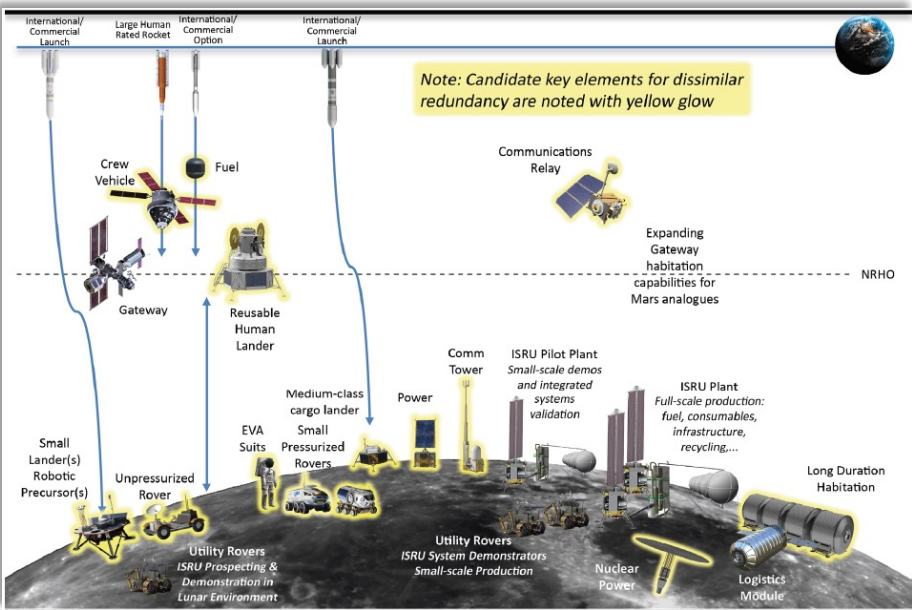 International/
Commercial
Launch
Large Human
Rated Rocket
International/
Commercial
Option
International/
Commercial
Launch
Note: Candidate key elements for dissimilar
redundancy are noted with yellow glow
Crew
Vehicle
Fuel
Communications
Relay
Expanding
Gateway
habitation
capabilities for
Mars analogues
NRHO
Gateway
Reusable
Human
Lander
Small
Lander(s)
Robotic
Precursor(s)
Unpressurized
Rover
EVA
Suits
Medium-class
cargo lander
Small
Pressurized
Rovers
Power
Comm
Tower
ISRU Pilot Plant
Small-scale demos
and integrated
systems
validation
ISRU Plant
Full-scale production:
fuel, consumables,
infrastructure,
recycling,...
Long Duration
Habitation
Utility Rovers
ISRU Prospecting &
Demonstration in
Lunar Environment
Utility Rovers
ISRU System Demonstrators
Small-scale Production
Nuclear
Power
Logistics
Module